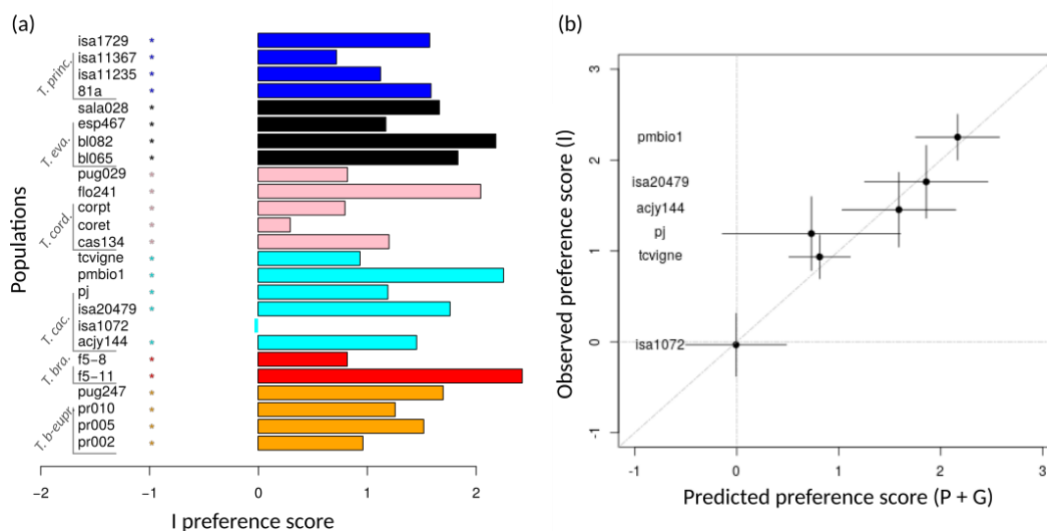 (a)
isa1729 *
isa11367 *
isa11235 *
81a *
T. princ.
sala028 *
esp467 *
bl082 *
bl065 *
T. eva.
pug029 *
flo241 *
corpt *
coret *
cas134 *
T. cord.
tcvigne *
pmbio1 *
pj *
isa20479 *
isa1072
acjy144 *
T. cac.
f5-8 *
f5-11 *
T. bra.
pug247 *
pr010 *
pr005 *
pr002 *
T. b-eupr.
Populations
-2 -1 0 1 2
I preference score
(b)
Observed preference score (I)
3
2
1
0
-1
pmbio1
isa20479
acjy144
pj
tcvigne
isa1072
-1 0 1 2 3
Predicted preference score (P + G)